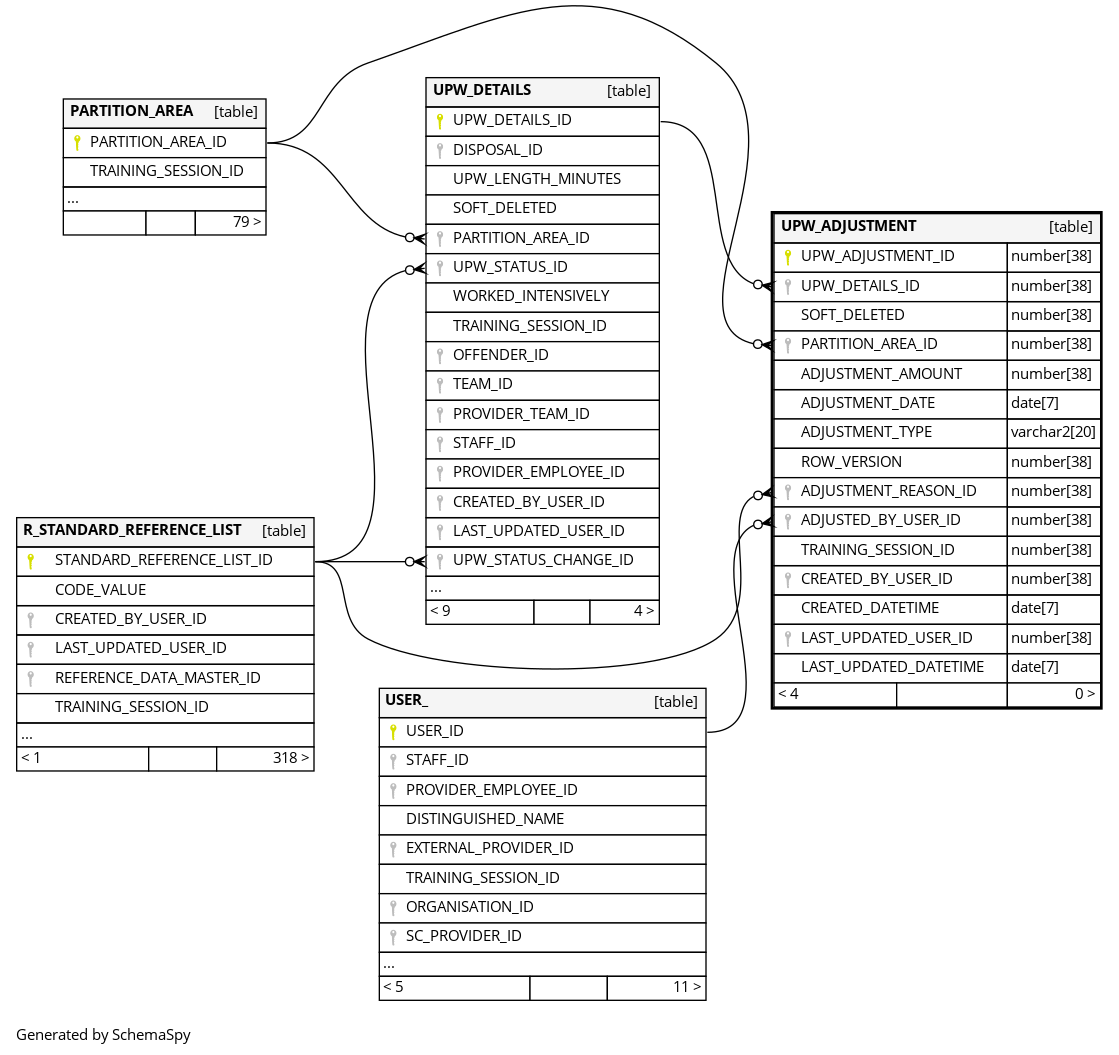 PARTITION_AREA [table]
PARTITION_AREA_ID
TRAINING_SESSION_ID
...
79 >
UPW_DETAILS [table]
UPW_DETAILS_ID
DISPOSAL_ID
UPW_LENGTH_MINUTES
SOFT_DELETED
PARTITION_AREA_ID
UPW_STATUS_ID
WORKED_INTENSIVELY
TRAINING_SESSION_ID
OFFENDER_ID
TEAM_ID
PROVIDER_TEAM_ID
STAFF_ID
PROVIDER_EMPLOYEE_ID
CREATED_BY_USER_ID
LAST_UPDATED_USER_ID
UPW_STATUS_CHANGE_ID
...
< 9 4 >
UPW_ADJUSTMENT [table]
UPW_ADJUSTMENT_ID number[38]
UPW_DETAILS_ID number[38]
SOFT_DELETED number[38]
PARTITION_AREA_ID number[38]
ADJUSTMENT_AMOUNT number[38]
ADJUSTMENT_DATE date[7]
ADJUSTMENT_TYPE varchar2[20]
ROW_VERSION number[38]
ADJUSTMENT_REASON_ID number[38]
ADJUSTED_BY_USER_ID number[38]
TRAINING_SESSION_ID number[38]
CREATED_BY_USER_ID number[38]
CREATED_DATETIME date[7]
LAST_UPDATED_USER_ID number[38]
LAST_UPDATED_DATETIME date[7]
< 4 0 >
R_STANDARD_REFERENCE_LIST [table]
STANDARD_REFERENCE_LIST_ID
CODE_VALUE
CREATED_BY_USER_ID
LAST_UPDATED_USER_ID
REFERENCE_DATA_MASTER_ID
TRAINING_SESSION_ID
...
< 1 318 >
USER_ [table]
USER_ID
STAFF_ID
PROVIDER_EMPLOYEE_ID
DISTINGUISHED_NAME
EXTERNAL_PROVIDER_ID
TRAINING_SESSION_ID
ORGANISATION_ID
SC_PROVIDER_ID
...
< 5 11 >
Generated by SchemaSpy